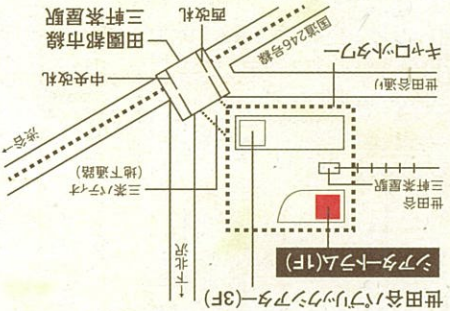 世田谷パブリックシアター(3F)
シアタートラム(1F)
↓下北沢
世田谷
三軒茶屋駅
三茶パティオ
(地下通路)
渋谷→
世田谷通り
中央改札
キャロットタワー
国道246号線
西改札
田園都市線
三軒茶屋駅